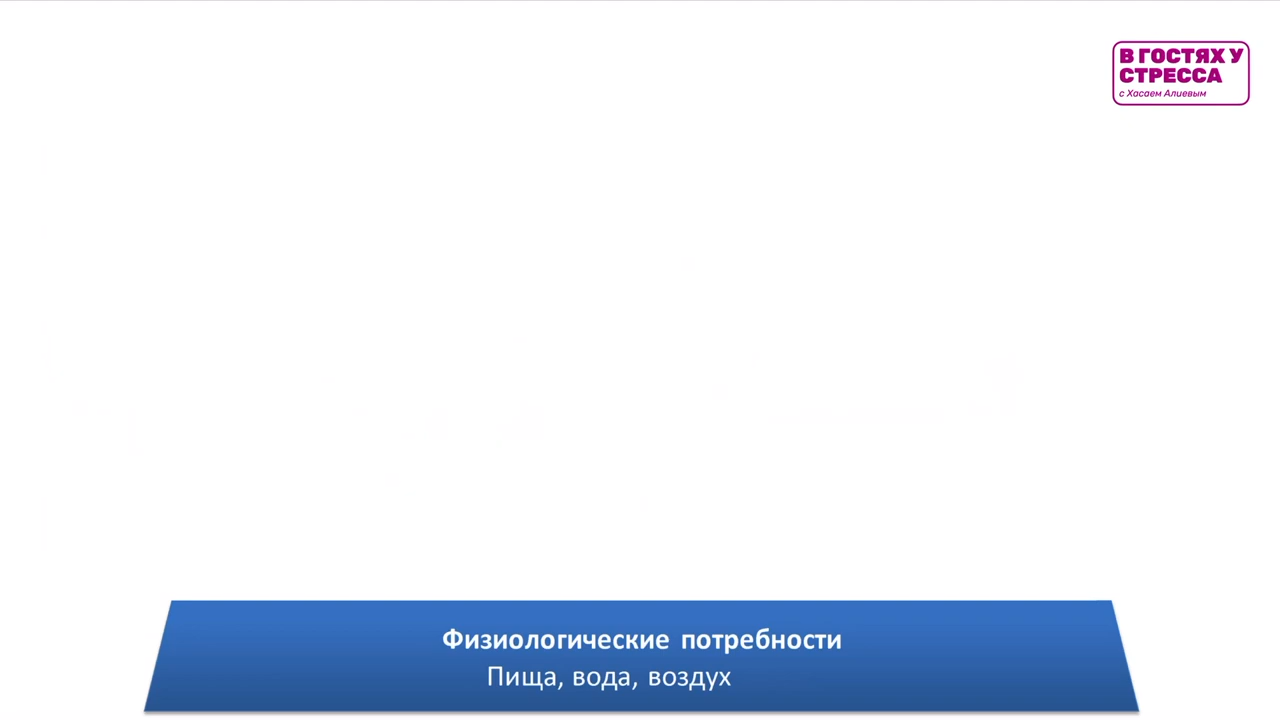 В ГОСТЯХ У
СТРЕССА
с Хасаем Алиевым
Физиологические потребности
Пища, вода, воздух